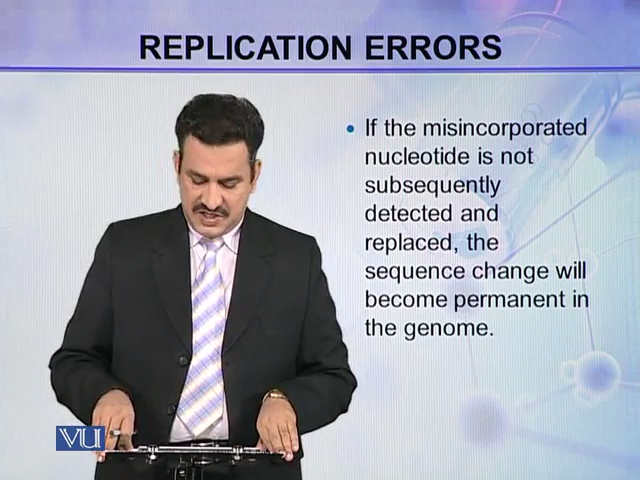 REPLICATION ERRORS
• If the misincorporated
nucleotide is not
subsequently
detected and
replaced, the
sequence change will
become permanent in
the genome.
VU